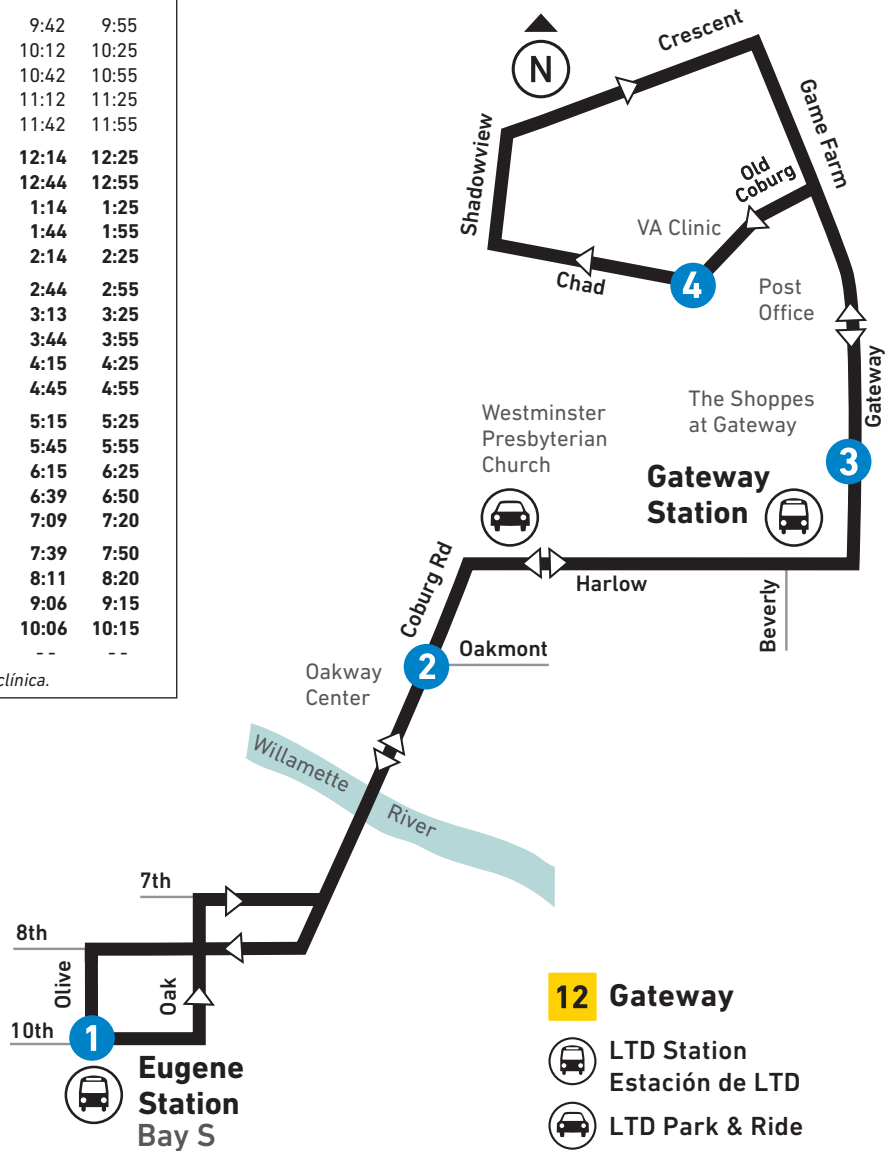 9:42 9:55
10:12 10:25
10:42 10:55
11:12 11:25
11:42 11:55
12:14 12:25
12:44 12:55
1:14 1:25
1:44 1:55
2:14 2:25
2:44 2:55
3:13 3:25
3:44 3:55
4:15 4:25
4:45 4:55
5:15 5:25
5:45 5:55
6:15 6:25
6:39 6:50
7:09 7:20
7:39 7:50
8:11 8:20
9:06 9:15
10:06 10:15
-- --
clínica.
N
Crescent
Shadowview
Game Farm
Old
Coburg
VA Clinic
4
Chad
Post
Office
Gateway
The Shoppes
at Gateway
3
Westminster
Presbyterian
Church
Gateway
Station
Harlow
Beverly
Coburg Rd
2
Oakmont
Oakway
Center
Willamette
River
7th
8th
Olive
Oak
10th
1
Eugene
Station
Bay S
12 Gateway
LTD Station
Estación de LTD
LTD Park & Ride